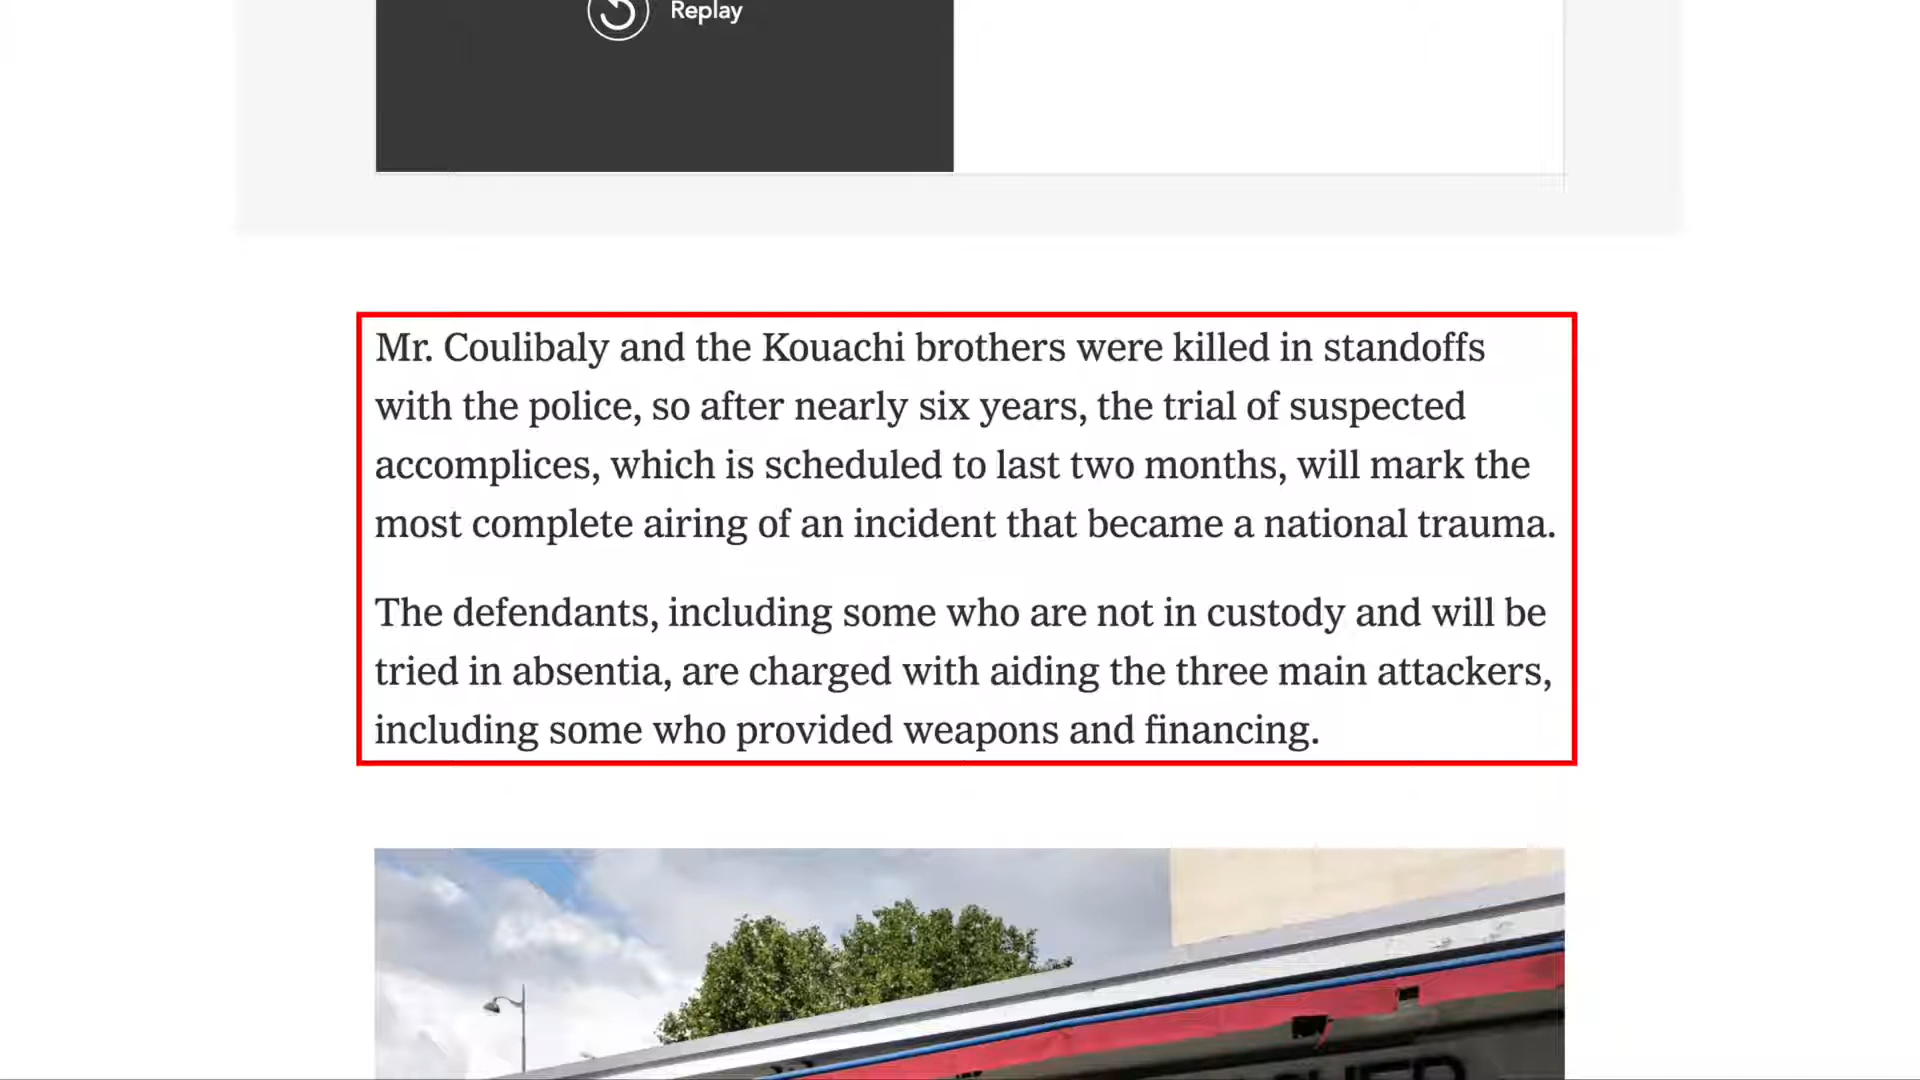 Replay
Mr. Coulibaly and the Kouachi brothers were killed in standoffs
with the police, so after nearly six years, the trial of suspected
accomplices, which is scheduled to last two months, will mark the
most complete airing of an incident that became a national trauma.
The defendants, including some who are not in custody and will be
tried in absentia, are charged with aiding the three main attackers,
including some who provided weapons and financing.